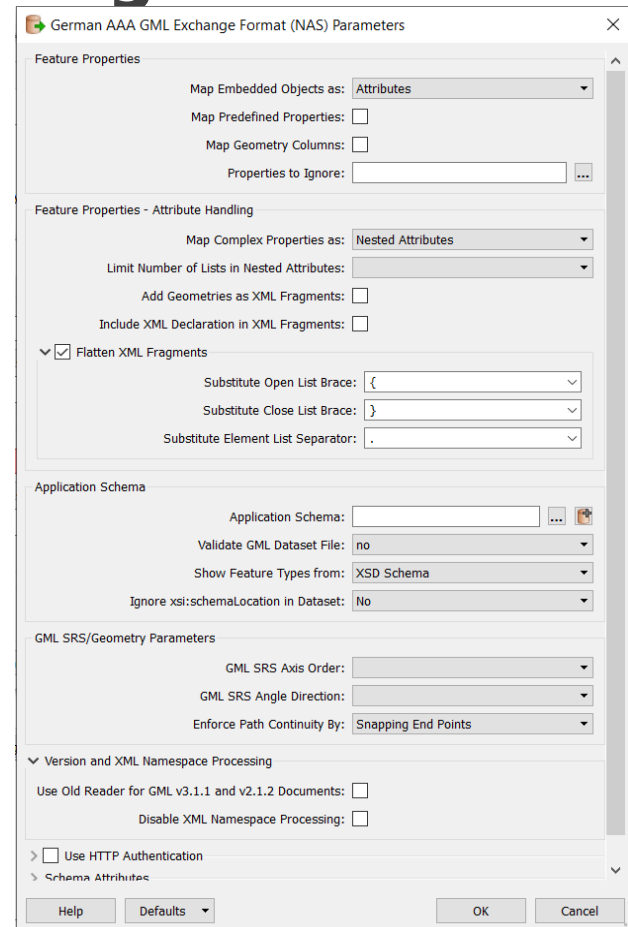 German AAA GML Exchange Format (NAS) Parameters
Feature Properties
Map Embedded Objects as: Attributes
Map Predefined Properties:
Map Geometry Columns:
Properties to Ignore: ...
Feature Properties - Attribute Handling
Map Complex Properties as: Nested Attributes
Limit Number of Lists in Nested Attributes:
Add Geometries as XML Fragments:
Include XML Declaration in XML Fragments:
Flatten XML Fragments
Substitute Open List Brace: {
Substitute Close List Brace: }
Substitute Element List Separator: .
Application Schema
Application Schema: ...
Validate GML Dataset File: no
Show Feature Types from: XSD Schema
Ignore xsi:schemaLocation in Dataset: No
GML SRS/Geometry Parameters
GML SRS Axis Order:
GML SRS Angle Direction:
Enforce Path Continuity By: Snapping End Points
Version and XML Namespace Processing
Use Old Reader for GML v3.1.1 and v2.1.2 Documents:
Disable XML Namespace Processing:
Use HTTP Authentication
Schema Attributes
Help Defaults OK Cancel